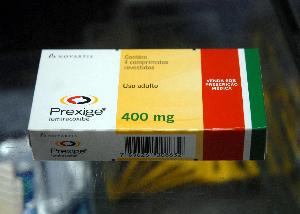 NOVARTIS
Contém
4 comprimidos
revestidos
Uso adulto
VENDA SOB
PRESCRIÇÃO
MÉDICA
Prexige
lumiracoxibe
400 mg